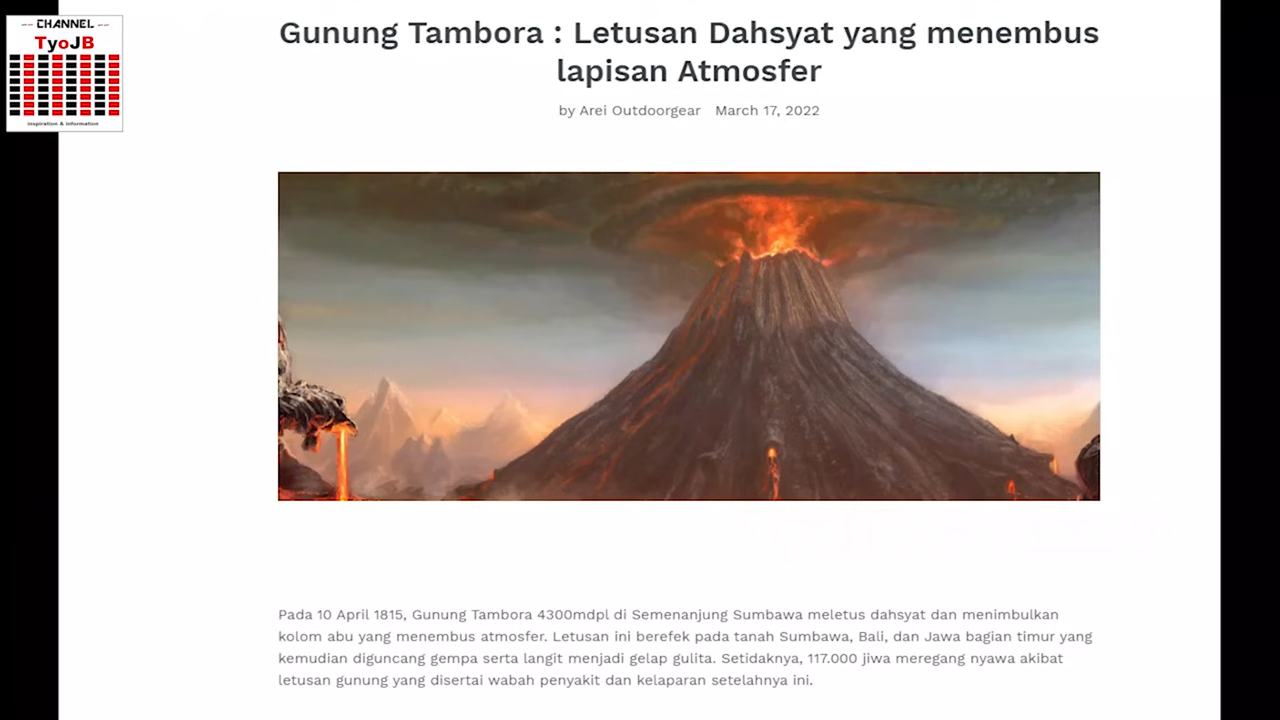 -- CHANNEL --
TyoJB
inspiration & information
Gunung Tambora : Letusan Dahsyat yang menembus
lapisan Atmosfer
by Arei Outdoorgear March 17, 2022
Pada 10 April 1815, Gunung Tambora 4300mdpl di Semenanjung Sumbawa meletus dahsyat dan menimbulkan
kolom abu yang menembus atmosfer. Letusan ini berefek pada tanah Sumbawa, Bali, dan Jawa bagian timur yang
kemudian diguncang gempa serta langit menjadi gelap gulita. Setidaknya, 117.000 jiwa meregang nyawa akibat
letusan gunung yang disertai wabah penyakit dan kelaparan setelahnya ini.